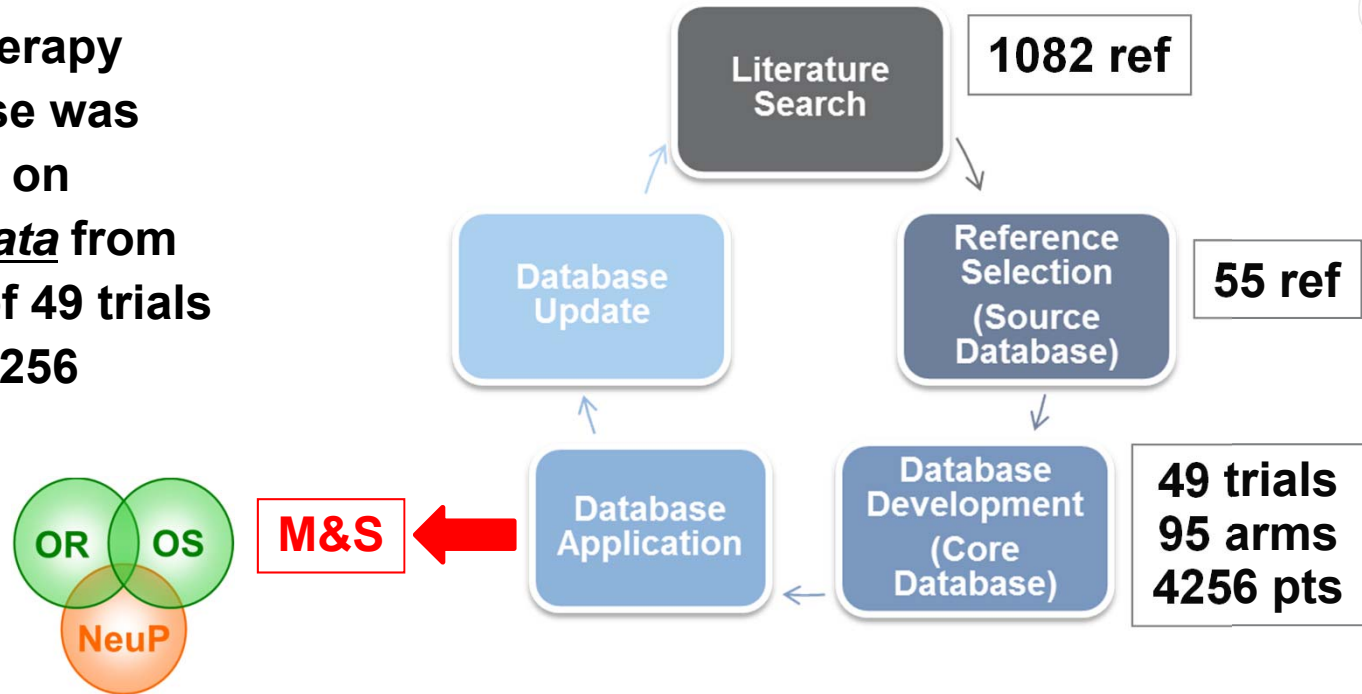 erapy
se was
on
ata from
f 49 trials
256
Literature
Search
1082 ref
Reference
Selection
(Source
Database)
55 ref
Database
Development
(Core
Database)
49 trials
95 arms
4256 pts
Database
Application
M&S
OR
OS
NeuP
Database
Update